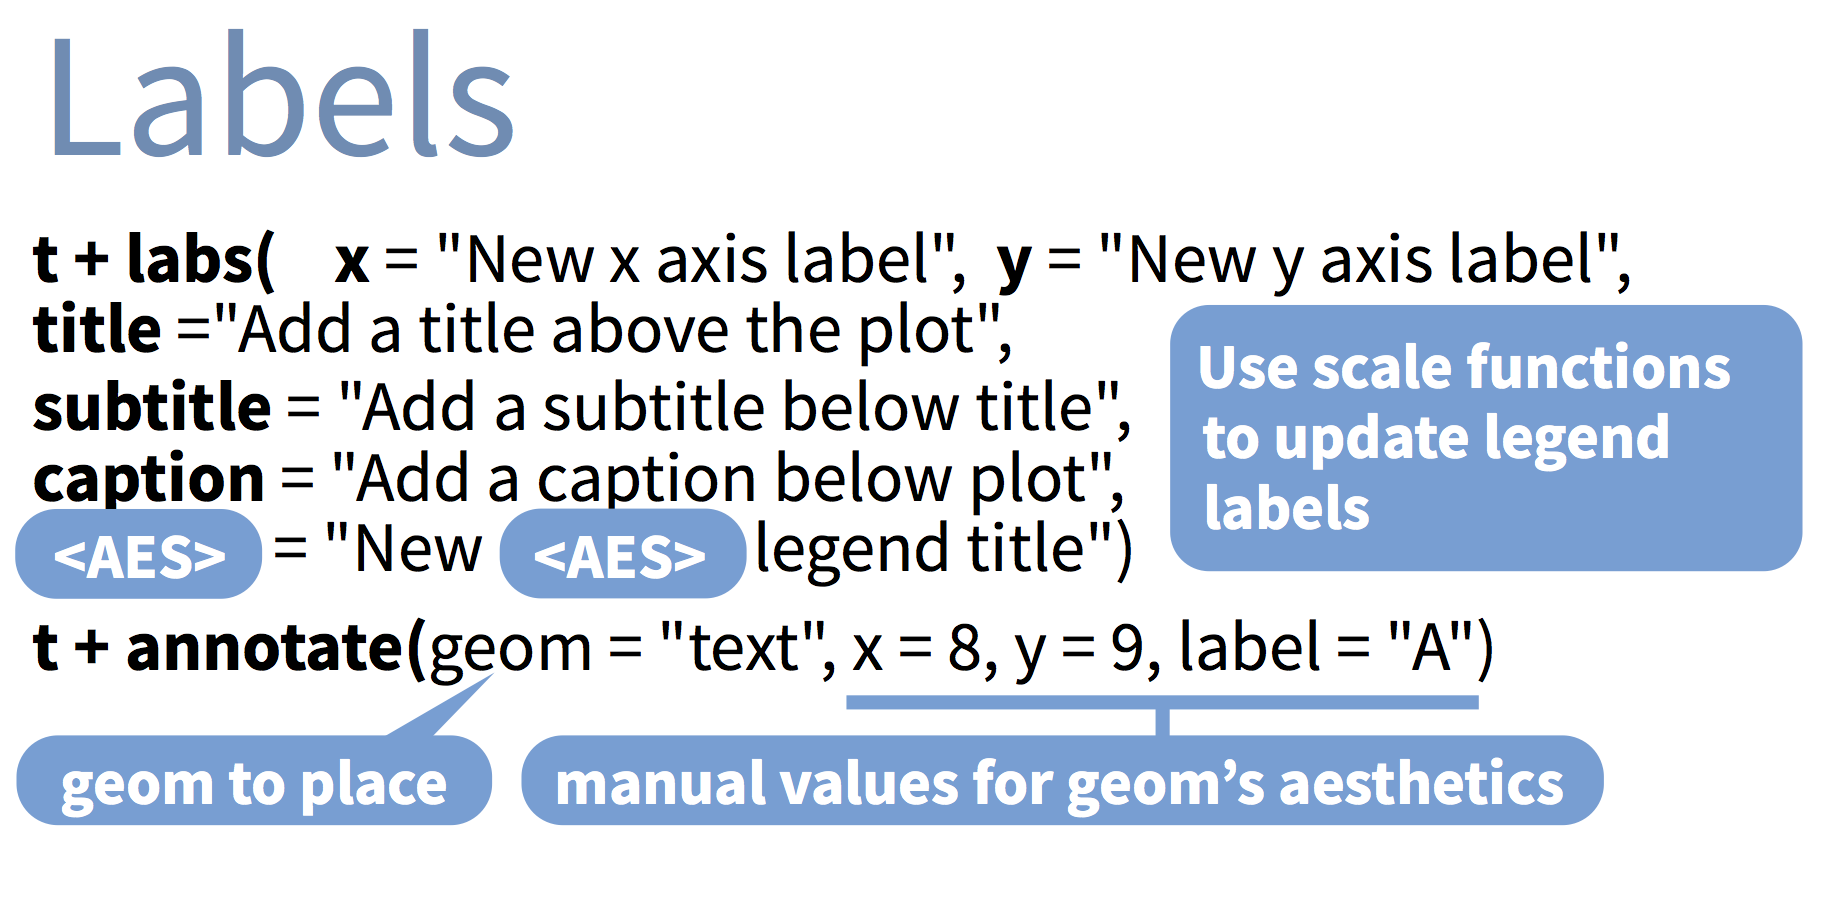 Labels
t + labs( x = "New x axis label", y = "New y axis label",
title ="Add a title above the plot",
subtitle = "Add a subtitle below title",
caption = "Add a caption below plot",
<AES> = "New <AES> legend title")
Use scale functions
to update legend
labels
t + annotate(geom = "text", x = 8, y = 9, label = "A")
geom to place
manual values for geom’s aesthetics